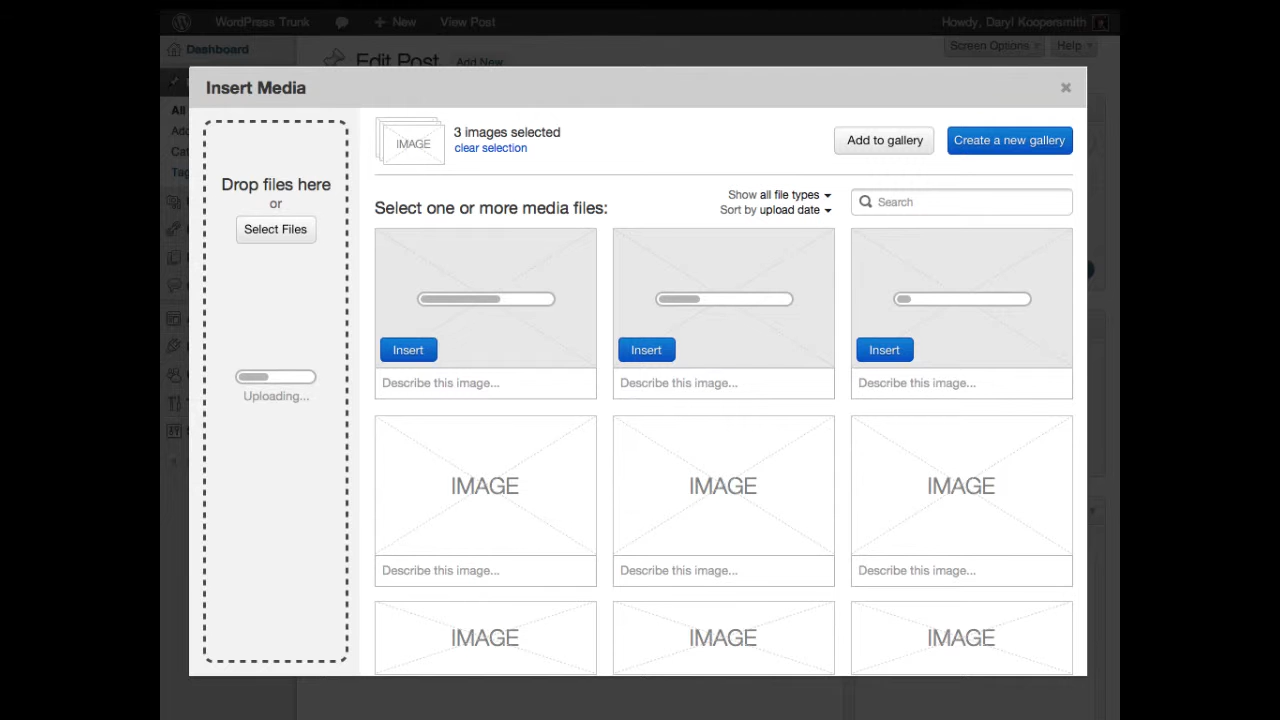 WordPress Trunk
New
View Post
Howdy, Daryl Koopersmith
Dashboard
Edit Post
Add New
Screen Options
Help
Insert Media
All
Drop files here
or
Select Files
Uploading...
IMAGE
3 images selected
clear selection
Add to gallery
Create a new gallery
Select one or more media files:
Show all file types
Sort by upload date
Search
Insert
Insert
Insert
Describe this image...
Describe this image...
Describe this image...
IMAGE
IMAGE
IMAGE
Describe this image...
Describe this image...
Describe this image...
IMAGE
IMAGE
IMAGE